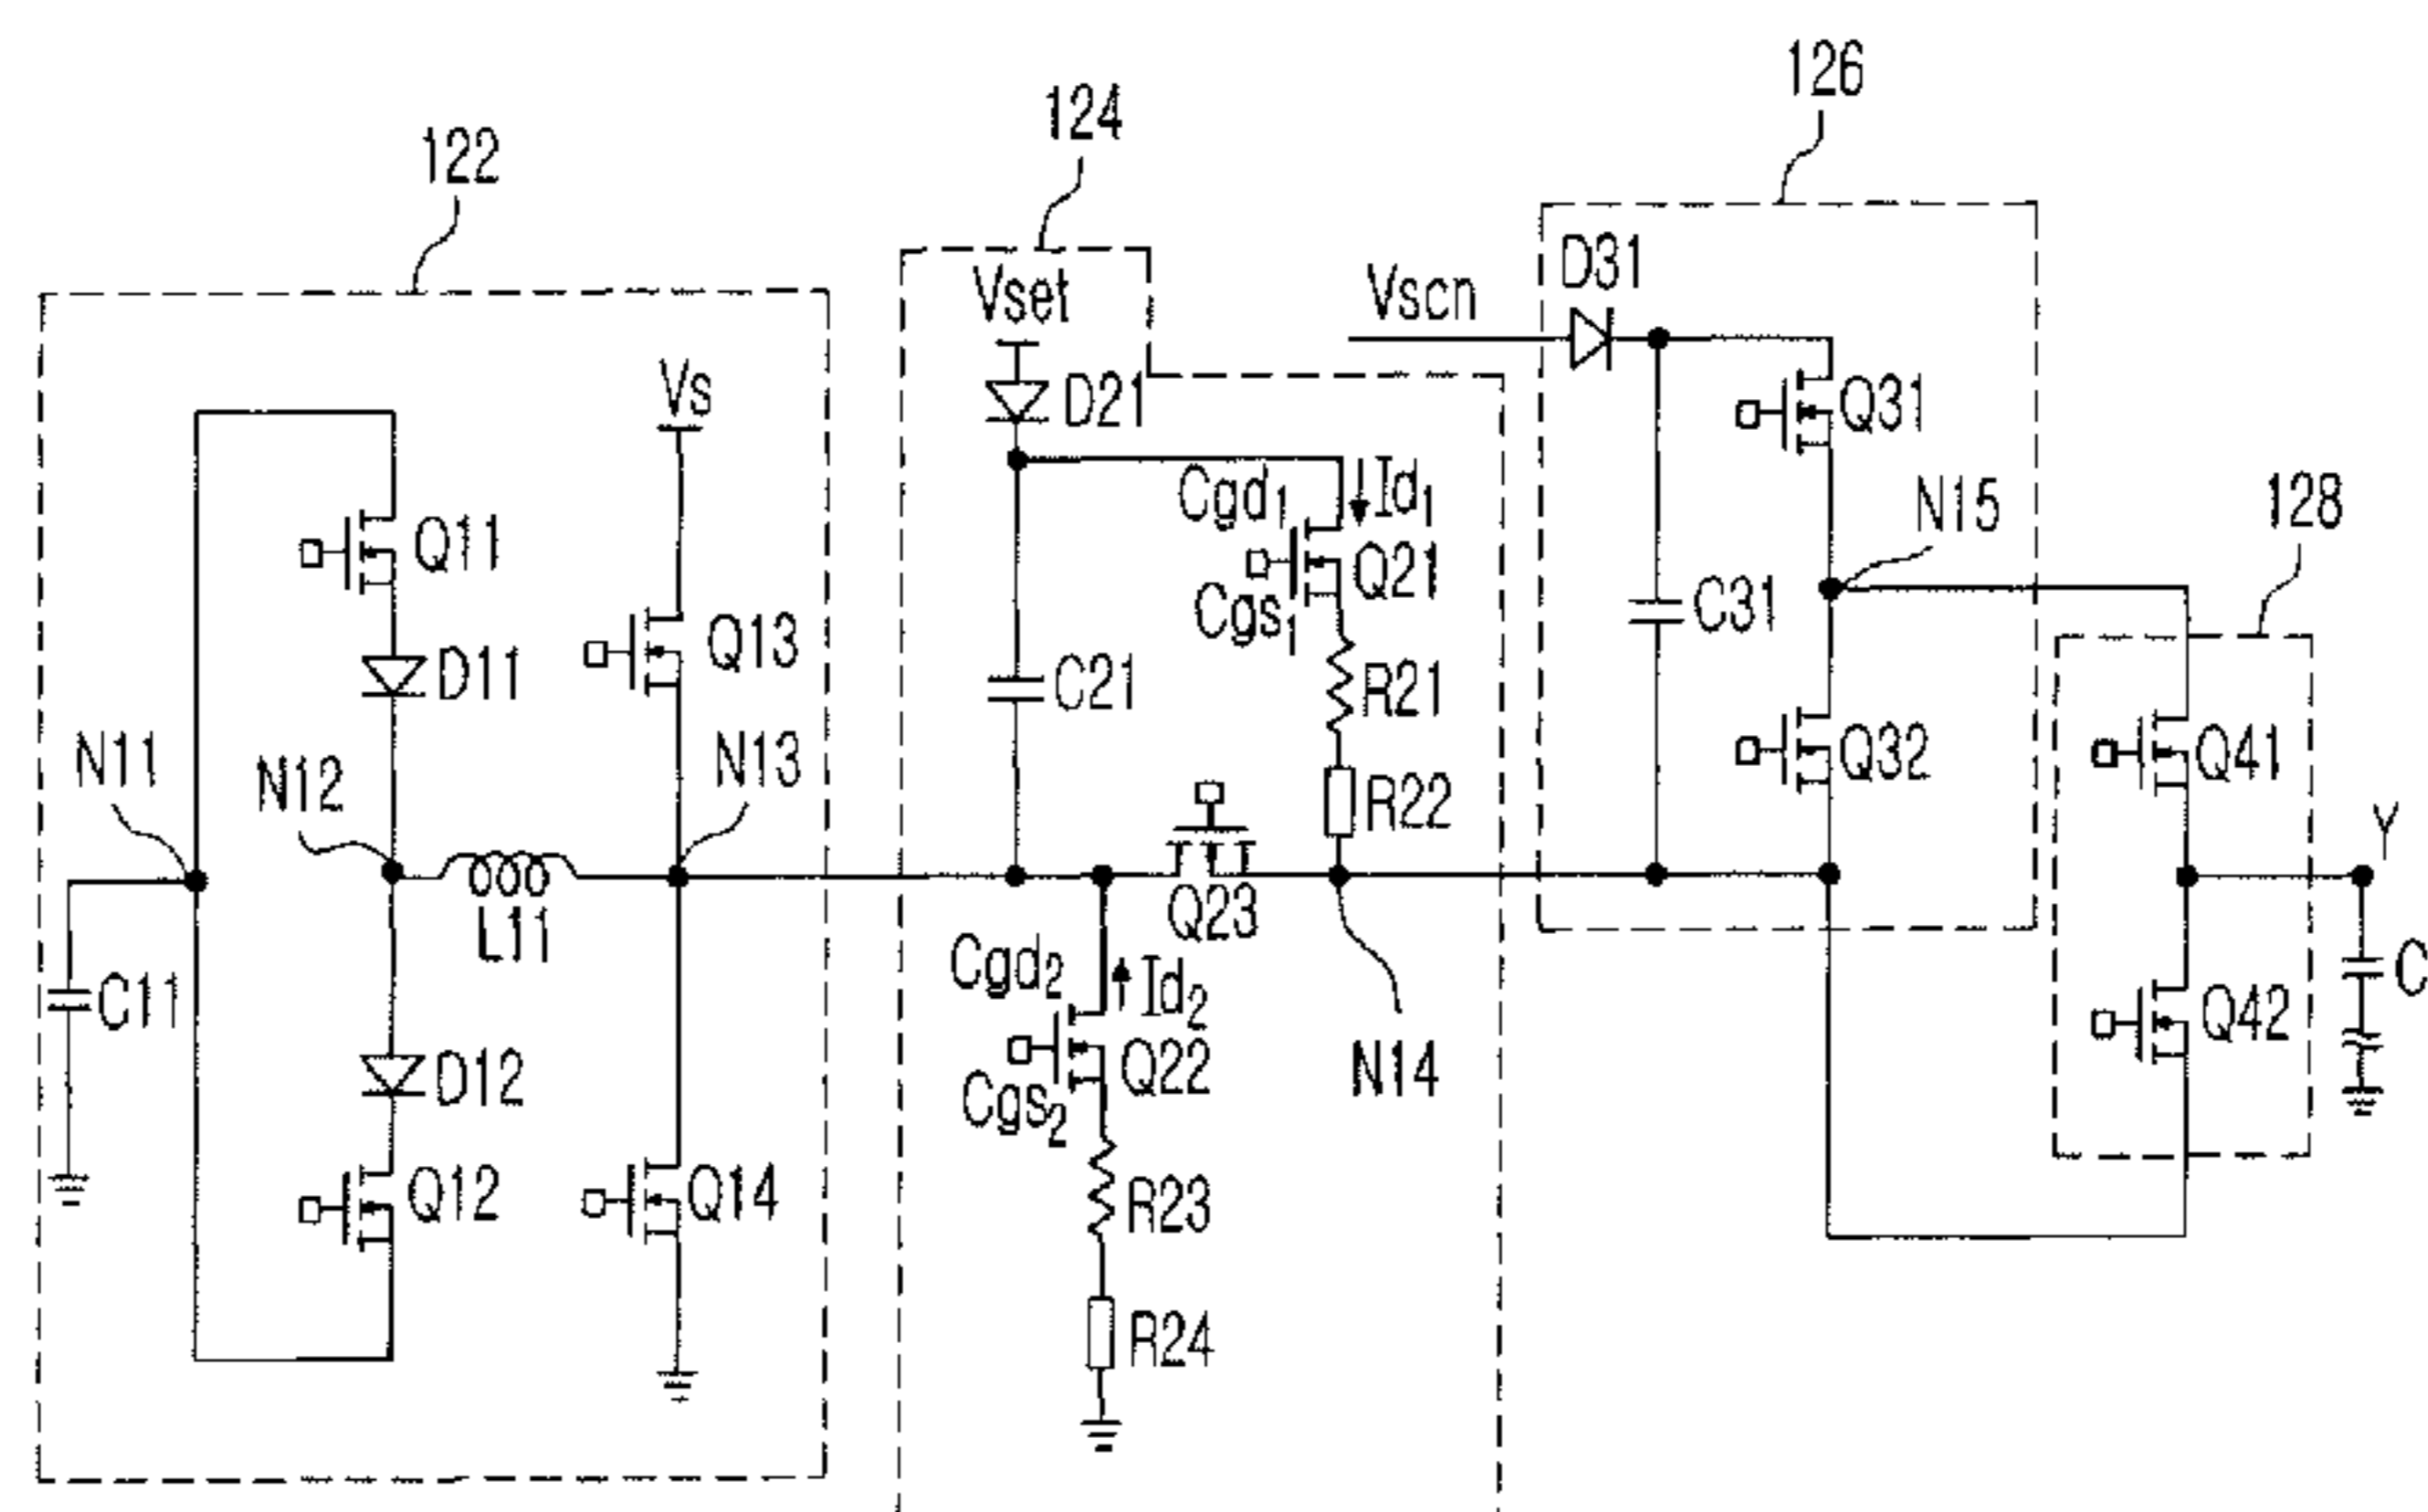 126
124
122
D31
Vset
Vscn
Vs
D21
Q31
Cgd1
Id1
N15
128
Q11
Q21
Cgs1
C31
Q13
D11
C21
R21
N11
N12
N13
Q32
Q41
R22
Y
L11
Q23
C11
Cgd2
Id2
C
Q42
D12
Q22
N14
Cgs2
Q12
Q14
R23
R24